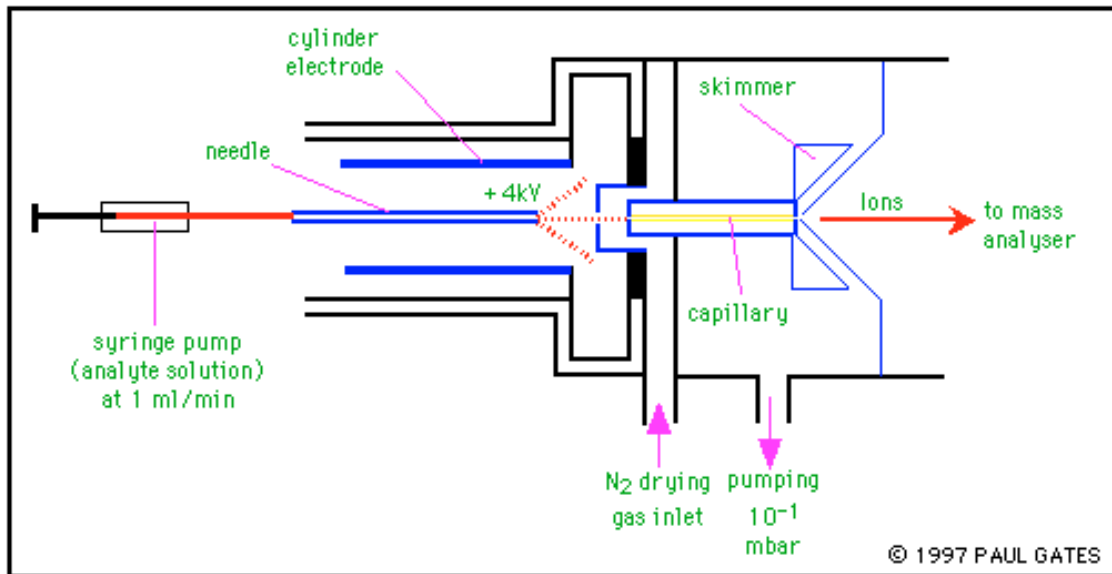 cylinder
electrode
skimmer
needle
+4kV
Ions
to mass
analyser
capillary
syringe pump
(analyte solution)
at 1 ml/min
N₂ drying
gas inlet
pumping
10⁻¹
mbar
© 1997 PAUL GATES